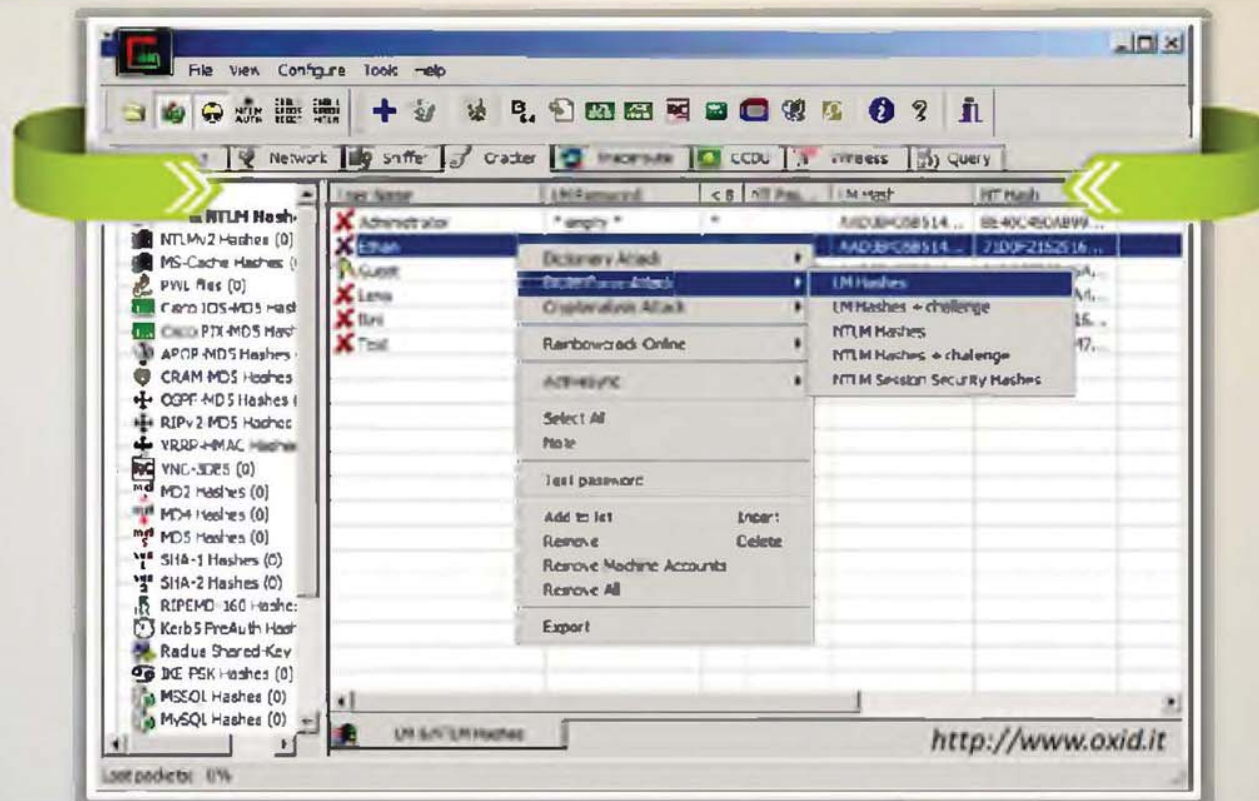 File View Configure Tools Help
Network Sniffer Cracker Traceroute CCDU Wireless Query
LM Password < 8 LM Hash NT Hash
NTLM Hash
NTLMv2 Hashes (0)
MS-Cache Hashes (
PWL files (0)
Cisco IOS-MD5 Hash
Cisco PIX-MD5 Hash
APOP-MD5 Hashes
CRAM-MD5 Hashes
OSPF-MD5 Hashes (
RIPv2-MD5 Hashes
VRRP-HMAC Hashes
VNC-3DES (0)
MD2 Hashes (0)
MD4 Hashes (0)
MD5 Hashes (0)
SHA-1 Hashes (0)
SHA-2 Hashes (0)
RIPEMD-160 Hashes
Kerb5 PreAuth Hash
Radius Shared-Key
IKE PSK Hashes (0)
MSSQL Hashes (0)
MySQL Hashes (0)
Administrator * empty * *
Ethan
Guest
Lena
Test
Dictionary Attack
Brute-Force Attack
Cryptanalysis Attack
Rainbowcrack Online
ActiveSync
Select All
Note
Test password
Add to list Insert
Remove Delete
Remove Machine Accounts
Remove All
Export
LM Hashes
LM Hashes + challenge
NTLM Hashes
NTLM Hashes + challenge
NTLM Session Security Hashes
LM & NTLM Hashes
http://www.oxid.it
Lost packets: 0%